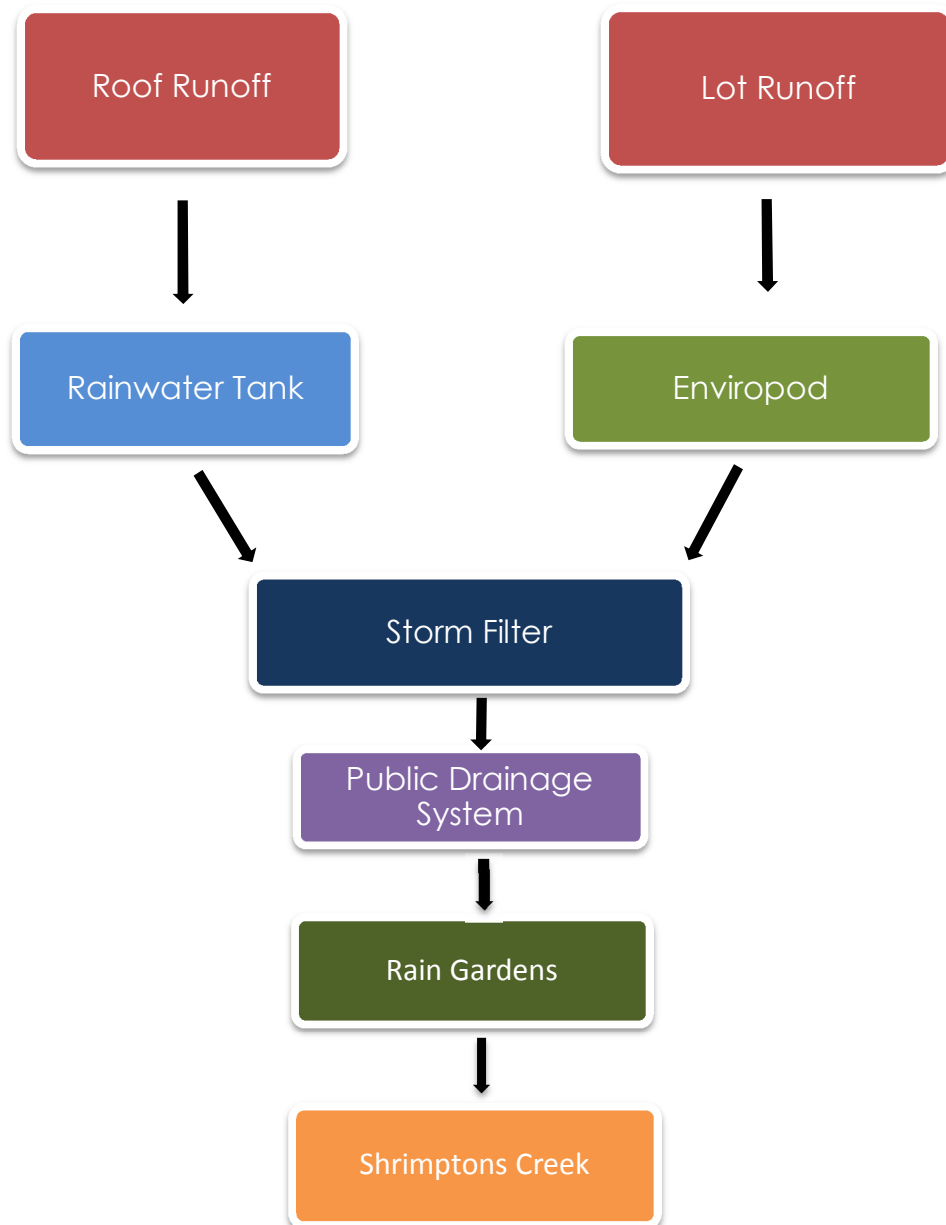 Roof Runoff
Lot Runoff
Rainwater Tank
Enviropod
Storm Filter
Public Drainage
System
Rain Gardens
Shrimptons Creek